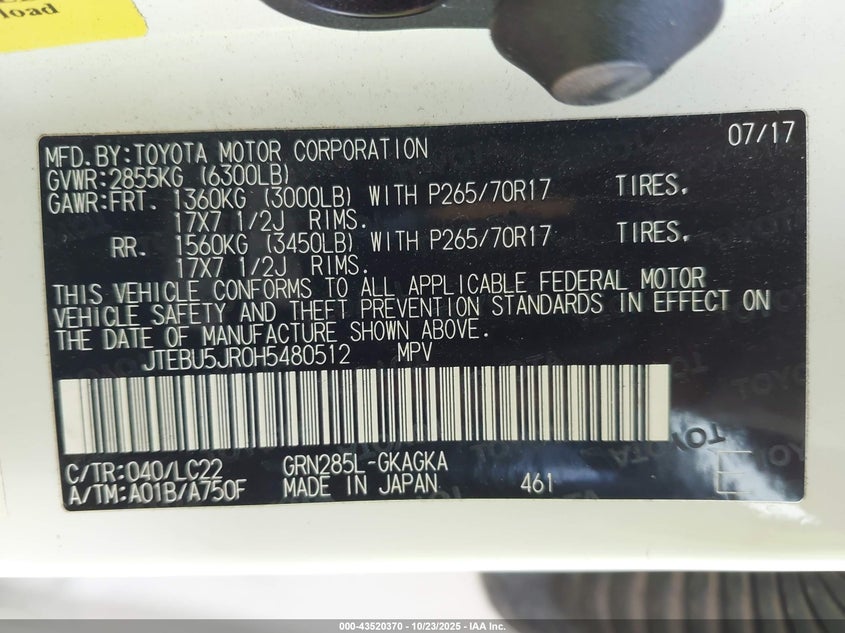 load
07/17
MFD.BY:TOYOTA MOTOR CORPORATION
GVWR:2855KG (6300LB)
GAWR:FRT. 1360KG (3000LB) WITH P265/70R17 TIRES,
17X7 1/2J RIMS.
RR. 1560KG (3450LB) WITH P265/70R17 TIRES,
17X7 1/2J RIMS.
THIS VEHICLE CONFORMS TO ALL APPLICABLE FEDERAL MOTOR
VEHICLE SAFETY AND THEFT PREVENTION STANDARDS IN EFFECT ON
THE DATE OF MANUFACTURE SHOWN ABOVE.
JTEBU5JR0H5480512 MPV
C/TR:040/LC22 GRN285L-GKAGKA
A/TM:A01B/A750F MADE IN JAPAN 461 E
TOYOTA
000-43520370 - 10/23/2025 - IAA Inc.